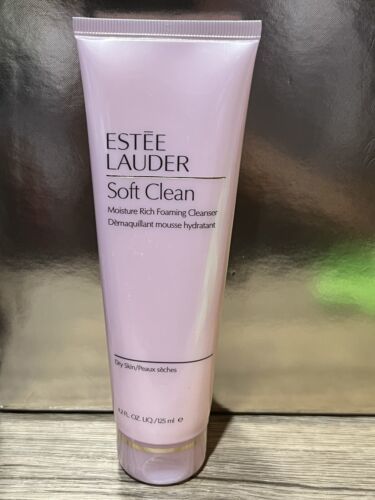 ESTĒE
LAUDER
Soft Clean
Moisture Rich Foaming Cleanser
Démaquillant mousse hydratant
Dry Skin/Peaux sèches
4.2 FL. OZ. LIQ./125 ml ℮